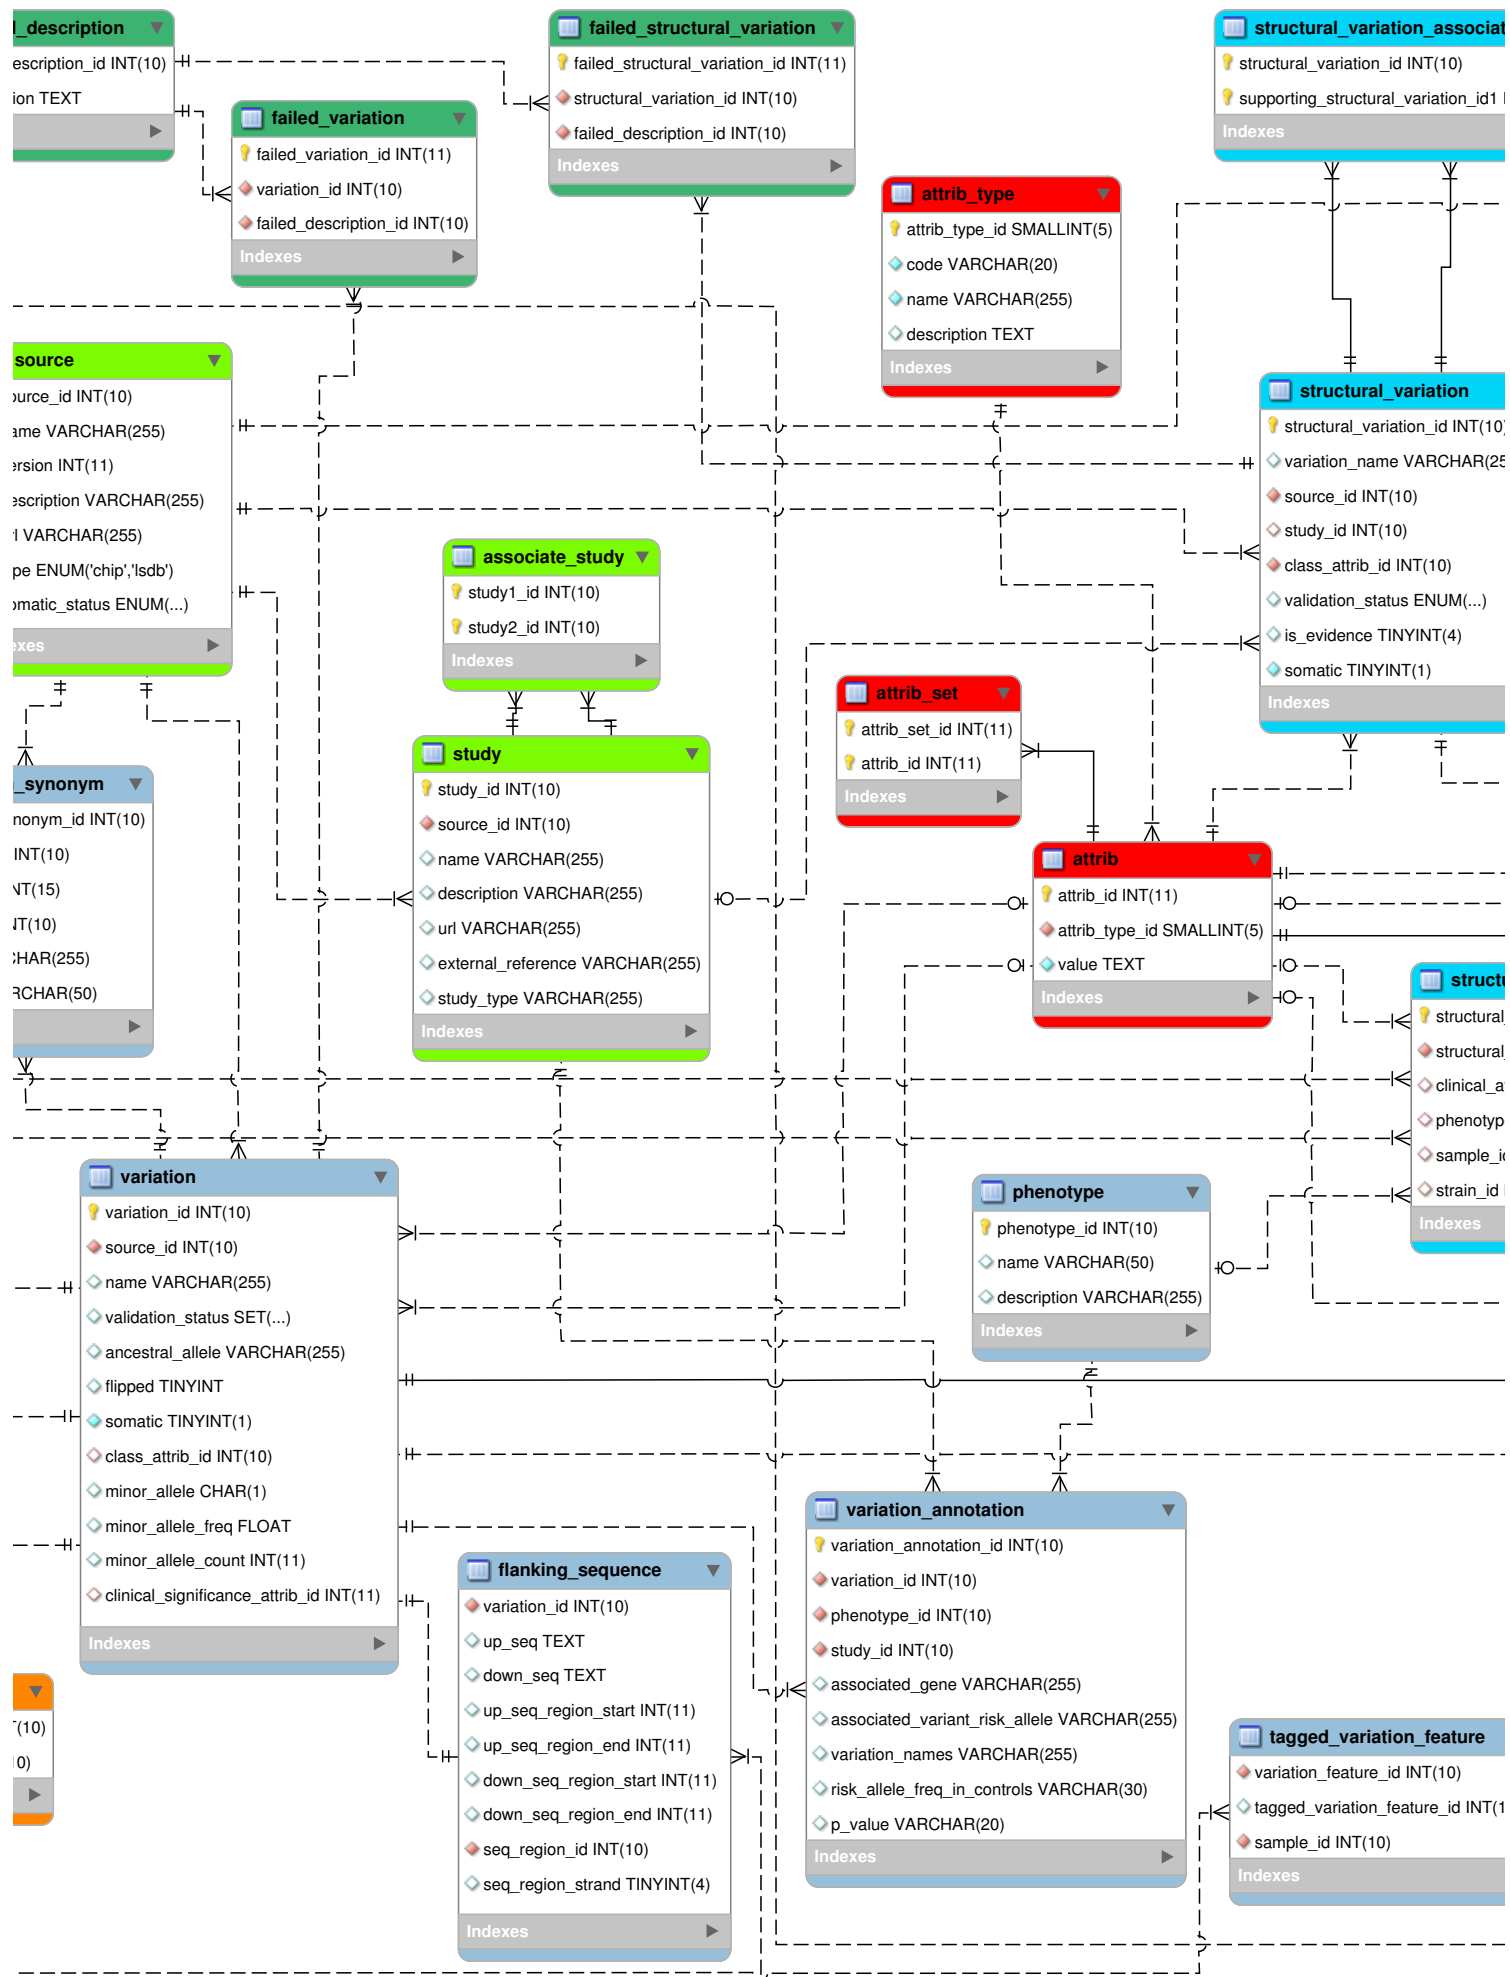 _description
escription_id INT(10)
ion TEXT
failed_variation
failed_variation_id INT(11)
variation_id INT(10)
failed_description_id INT(10)
Indexes
failed_structural_variation
failed_structural_variation_id INT(11)
structural_variation_id INT(10)
failed_description_id INT(10)
Indexes
attrib_type
attrib_type_id SMALLINT(5)
code VARCHAR(20)
name VARCHAR(255)
description TEXT
Indexes
structural_variation_associat
structural_variation_id INT(10)
supporting_structural_variation_id1
Indexes
source
ource_id INT(10)
ame VARCHAR(255)
ersion INT(11)
escription VARCHAR(255)
rl VARCHAR(255)
pe ENUM('chip','lsdb')
omatic_status ENUM(...)
exes
structural_variation
structural_variation_id INT(10)
variation_name VARCHAR(25
source_id INT(10)
study_id INT(10)
class_attrib_id INT(10)
validation_status ENUM(...)
is_evidence TINYINT(4)
somatic TINYINT(1)
Indexes
associate_study
study1_id INT(10)
study2_id INT(10)
Indexes
attrib_set
attrib_set_id INT(11)
attrib_id INT(11)
Indexes
study
study_id INT(10)
source_id INT(10)
name VARCHAR(255)
description VARCHAR(255)
url VARCHAR(255)
external_reference VARCHAR(255)
study_type VARCHAR(255)
Indexes
_synonym
nonym_id INT(10)
INT(10)
NT(15)
NT(10)
CHAR(255)
RCHAR(50)
attrib
attrib_id INT(11)
attrib_type_id SMALLINT(5)
value TEXT
Indexes
structu
structural_
structural_
clinical_a
phenotyp
sample_i
strain_id
Indexes
variation
variation_id INT(10)
source_id INT(10)
name VARCHAR(255)
validation_status SET(...)
ancestral_allele VARCHAR(255)
flipped TINYINT
somatic TINYINT(1)
class_attrib_id INT(10)
minor_allele CHAR(1)
minor_allele_freq FLOAT
minor_allele_count INT(11)
clinical_significance_attrib_id INT(11)
Indexes
phenotype
phenotype_id INT(10)
name VARCHAR(50)
description VARCHAR(255)
Indexes
variation_annotation
variation_annotation_id INT(10)
variation_id INT(10)
phenotype_id INT(10)
study_id INT(10)
associated_gene VARCHAR(255)
associated_variant_risk_allele VARCHAR(255)
variation_names VARCHAR(255)
risk_allele_freq_in_controls VARCHAR(30)
p_value VARCHAR(20)
Indexes
flanking_sequence
variation_id INT(10)
up_seq TEXT
down_seq TEXT
up_seq_region_start INT(11)
up_seq_region_end INT(11)
down_seq_region_start INT(11)
down_seq_region_end INT(11)
seq_region_id INT(10)
seq_region_strand TINYINT(4)
Indexes
(10)
0)
tagged_variation_feature
variation_feature_id INT(10)
tagged_variation_feature_id INT(1
sample_id INT(10)
Indexes